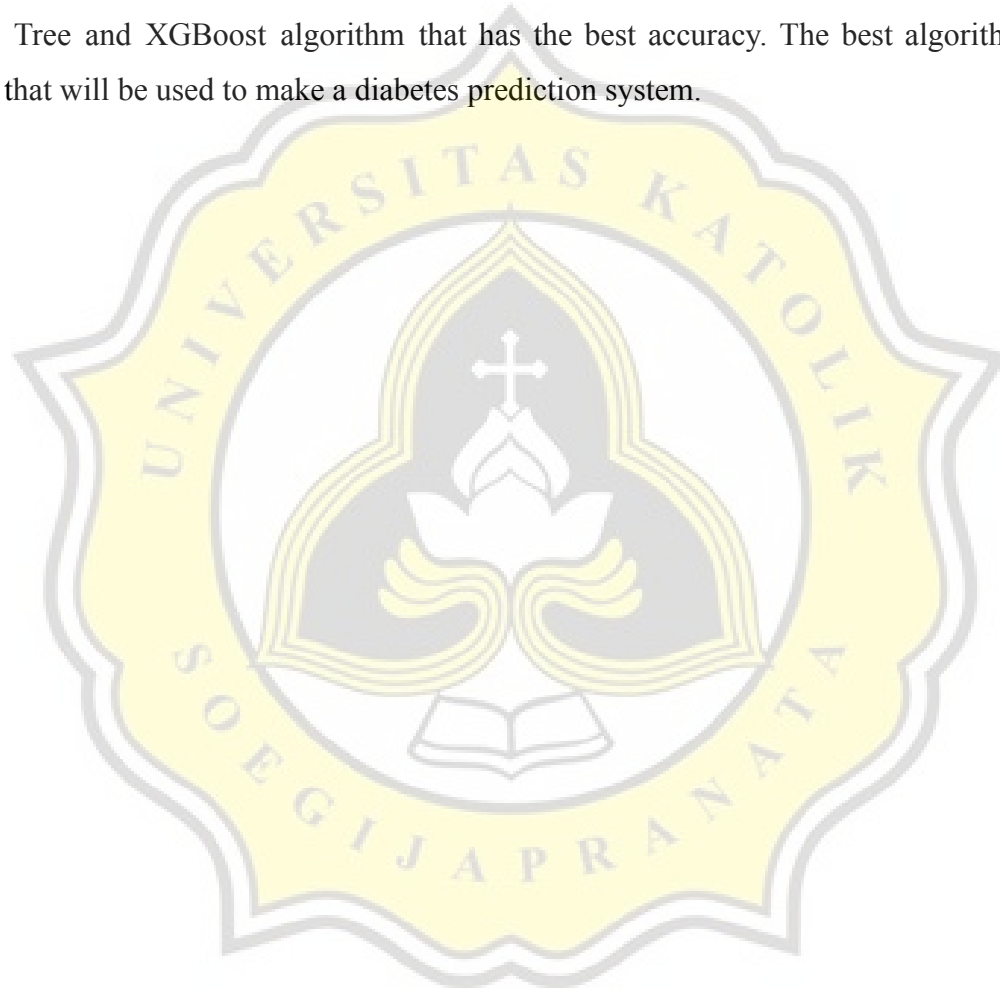 Tree and XGBoost algorithm that has the best accuracy. The best algorith
that will be used to make a diabetes prediction system.
UNIVERSITAS KATOLIK
SOEGIJAPRANATA